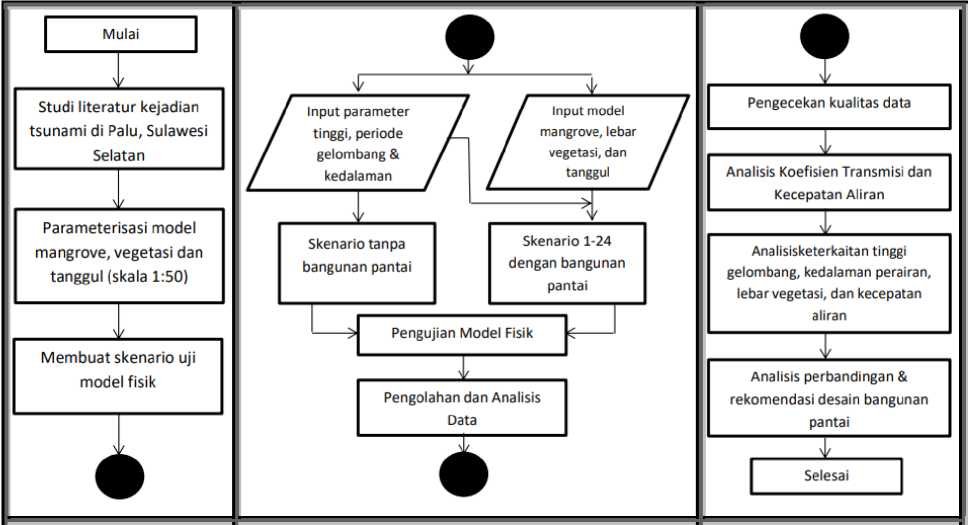 Mulai
Studi literatur kejadian
tsunami di Palu, Sulawesi
Selatan
Parameterisasi model
mangrove, vegetasi dan
tanggul (skala 1:50)
Membuat skenario uji
model fisik
Input parameter
tinggi, periode
gelombang &
kedalaman
Input model
mangrove, lebar
vegetasi, dan
tanggul
Skenario tanpa
bangunan pantai
Skenario 1-24
dengan bangunan
pantai
Pengujian Model Fisik
Pengolahan dan Analisis
Data
Pengecekan kualitas data
Analisis Koefisien Transmisi dan
Kecepatan Aliran
Analisisketerkaitan tinggi
gelombang, kedalaman perairan,
lebar vegetasi, dan kecepatan
aliran
Analisis perbandingan &
rekomendasi desain bangunan
pantai
Selesai